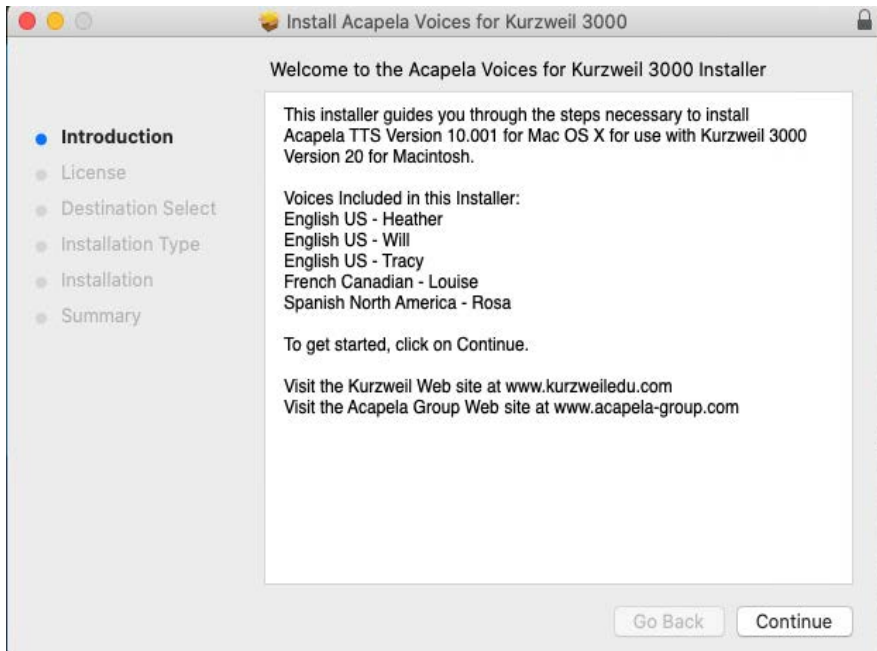 Install Acapela Voices for Kurzweil 3000
Welcome to the Acapela Voices for Kurzweil 3000 Installer
Introduction
License
Destination Select
Installation Type
Installation
Summary
This installer guides you through the steps necessary to install
Acapela TTS Version 10.001 for Mac OS X for use with Kurzweil 3000
Version 20 for Macintosh.
Voices Included in this Installer:
English US - Heather
English US - Will
English US - Tracy
French Canadian - Louise
Spanish North America - Rosa
To get started, click on Continue.
Visit the Kurzweil Web site at www.kurzweiledu.com
Visit the Acapela Group Web site at www.acapela-group.com
Go Back
Continue